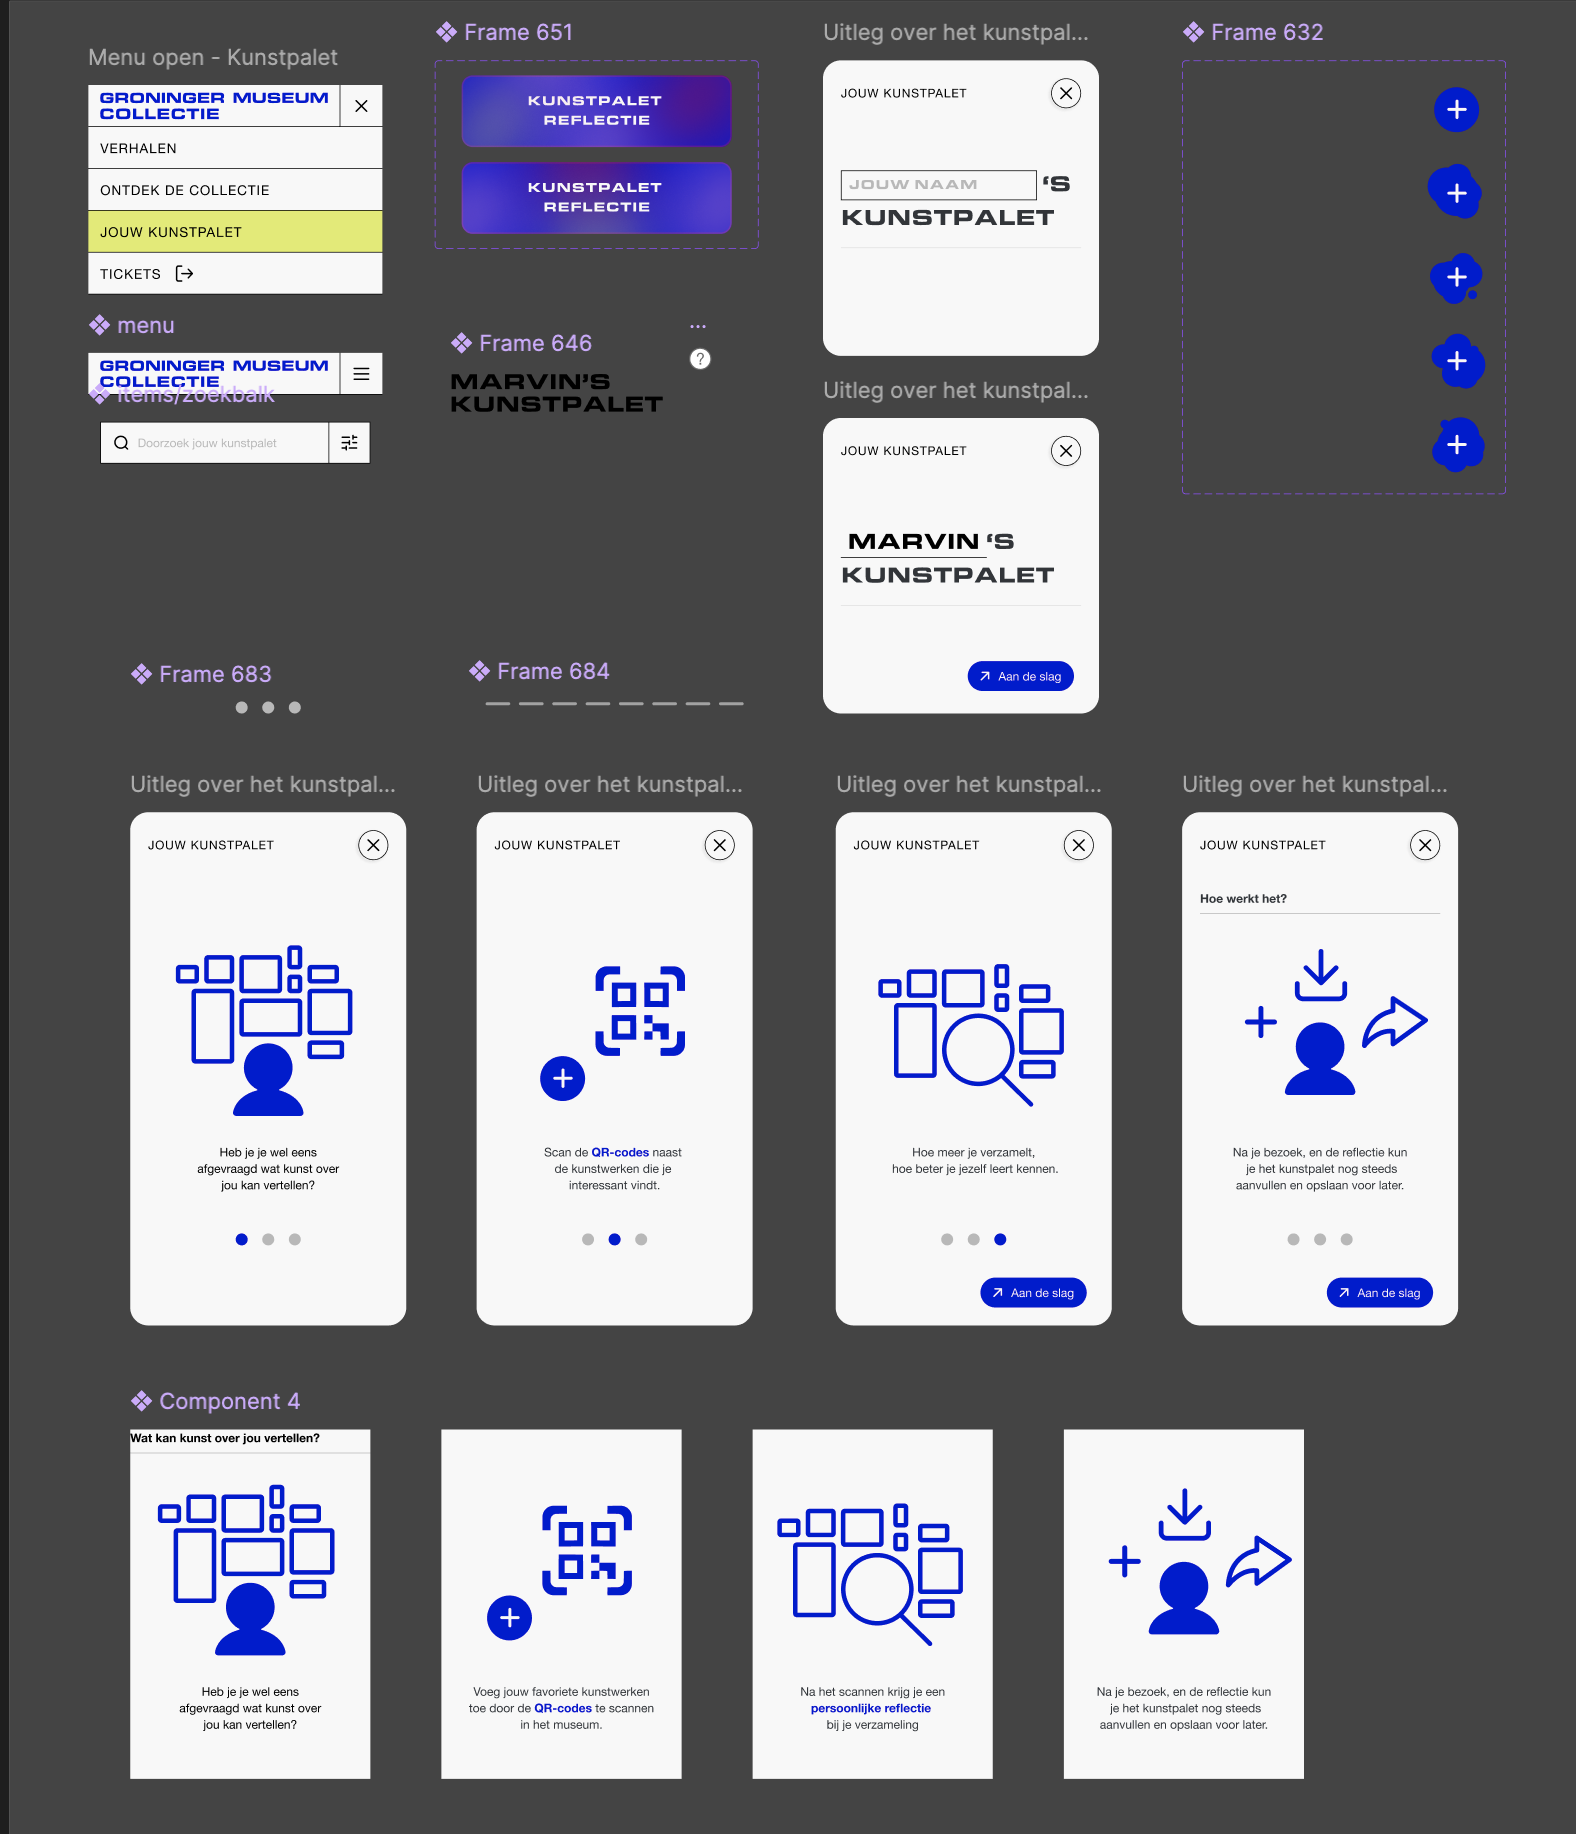 Menu open - Kunstpalet
GRONINGER MUSEUM
COLLECTIE
VERHALEN
ONTDEK DE COLLECTIE
JOUW KUNSTPALET
TICKETS
menu
GRONINGER MUSEUM
COLLECTIE
items/zoekbalk
Doorzoek jouw kunstpalet
Frame 651
KUNSTPALET
REFLECTIE
KUNSTPALET
REFLECTIE
Frame 646
MARVIN'S
KUNSTPALET
...
?
Uitleg over het kunstpal...
JOUW KUNSTPALET
JOUW NAAM ‘S
KUNSTPALET
Uitleg over het kunstpal...
JOUW KUNSTPALET
MARVIN ‘S
KUNSTPALET
Aan de slag
Frame 632
Frame 683
Frame 684
Uitleg over het kunstpal...
JOUW KUNSTPALET
Heb je je wel eens
afgevraagd wat kunst over
jou kan vertellen?
Uitleg over het kunstpal...
JOUW KUNSTPALET
Scan de QR-codes naast
de kunstwerken die je
interessant vindt.
Uitleg over het kunstpal...
JOUW KUNSTPALET
Hoe meer je verzamelt,
hoe beter je jezelf leert kennen.
Aan de slag
Uitleg over het kunstpal...
JOUW KUNSTPALET
Hoe werkt het?
Na je bezoek, en de reflectie kun
je het kunstpalet nog steeds
aanvullen en opslaan voor later.
Aan de slag
Component 4
Wat kan kunst over jou vertellen?
Heb je je wel eens
afgevraagd wat kunst over
jou kan vertellen?
Voeg jouw favoriete kunstwerken
toe door de QR-codes te scannen
in het museum.
Na het scannen krijg je een
persoonlijke reflectie
bij je verzameling
Na je bezoek, en de reflectie kun
je het kunstpalet nog steeds
aanvullen en opslaan voor later.